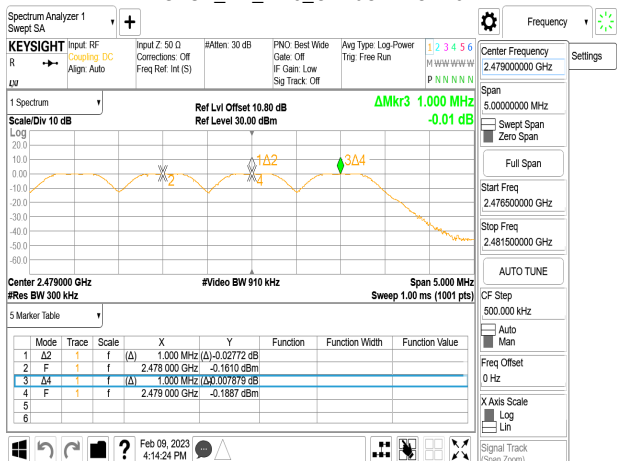 Spectrum Analyzer 1
Swept SA
Frequency
KEYSIGHT
R
Input: RF
Coupling: DC
Align: Auto
Input Z: 50 Ω
Corrections: Off
Freq Ref: Int (S)
#Atten: 30 dB
PNO: Best Wide
Gate: Off
IF Gain: Low
Sig Track: Off
Avg Type: Log-Power
Trig: Free Run
1 2 3 4 5 6
M W W W W W
P N N N N N
Center Frequency
2.479000000 GHz
Settings
Span
5.00000000 MHz
Swept Span
Zero Span
Full Span
Start Freq
2.476500000 GHz
Stop Freq
2.481500000 GHz
AUTO TUNE
CF Step
500.000 kHz
Auto
Man
Freq Offset
0 Hz
X Axis Scale
Log
Lin
Signal Track
(Span Zoom)
1 Spectrum
Scale/Div 10 dB
Ref Lvl Offset 10.80 dB
Ref Level 30.00 dBm
ΔMkr3 1.000 MHz
-0.01 dB
Log
20.0
10.0
0.00
-10.0
-20.0
-30.0
-40.0
-50.0
-60.0
2
1Δ2
4
3Δ4
Center 2.479000 GHz
#Video BW 910 kHz
Span 5.000 MHz
#Res BW 300 kHz
Sweep 1.00 ms (1001 pts)
5 Marker Table
Mode Trace Scale X Y Function Function Width Function Value
1 Δ2 1 f (Δ) 1.000 MHz (Δ) -0.02772 dB
2 F 1 f 2.478 000 GHz -0.1610 dBm
3 Δ4 1 f (Δ) 1.000 MHz (Δ) -0.007879 dB
4 F 1 f 2.479 000 GHz -0.1887 dBm
5
6
Feb 09, 2023
4:14:24 PM